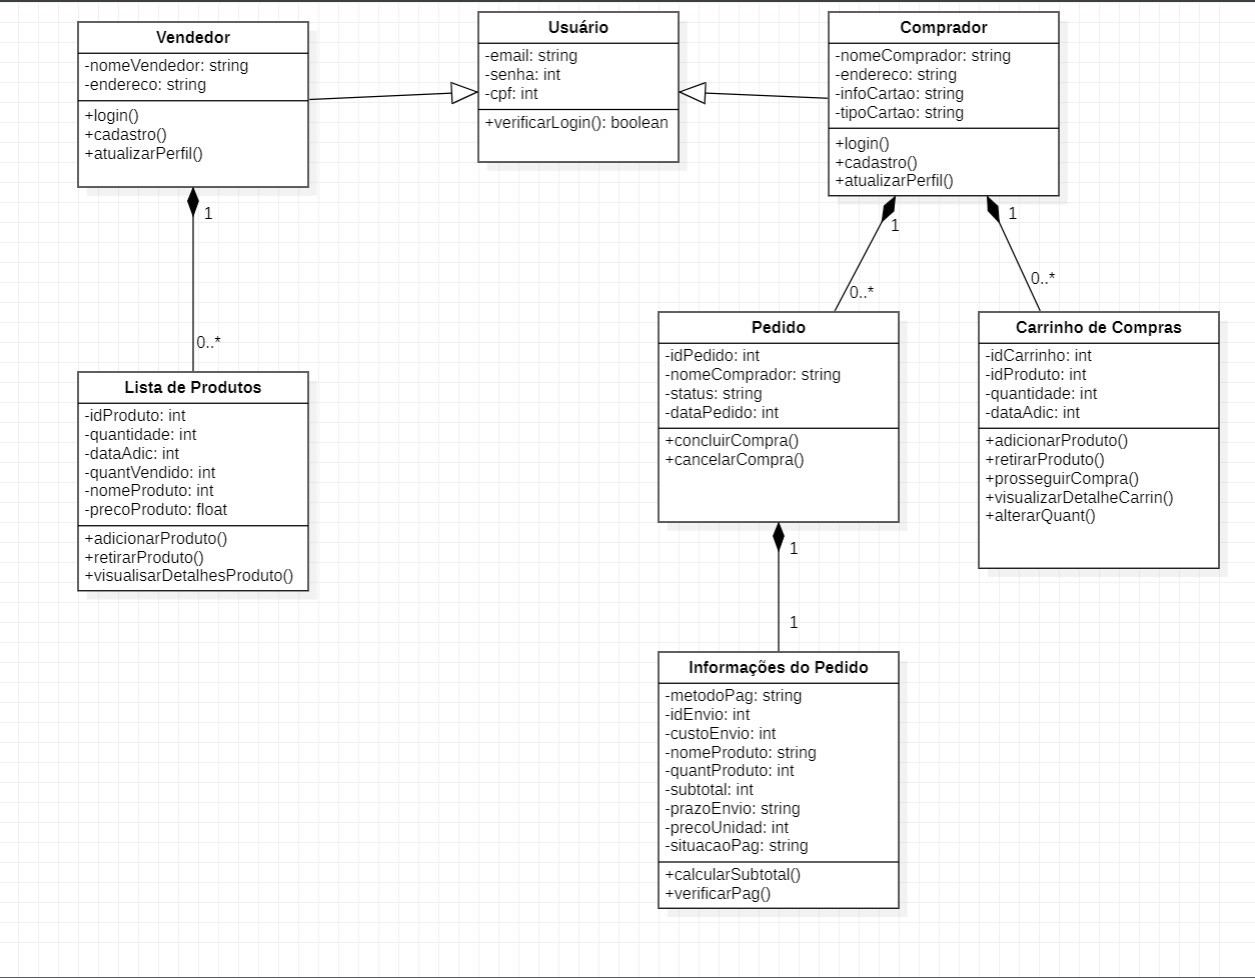 Vendedor
-nomeVendedor: string
-endereco: string
+login()
+cadastro()
+atualizarPerfil()
1
0..*
Usuário
-email: string
-senha: int
-cpf: int
+verificarLogin(): boolean
Comprador
-nomeComprador: string
-endereco: string
-infoCartao: string
-tipoCartao: string
+login()
+cadastro()
+atualizarPerfil()
1
0..*
1
0..*
Lista de Produtos
-idProduto: int
-quantidade: int
-dataAdic: int
-quantVendido: int
-nomeProduto: int
-precoProduto: float
+adicionarProduto()
+retirarProduto()
+visualisarDetalhesProduto()
Pedido
-idPedido: int
-nomeComprador: string
-status: string
-dataPedido: int
+concluirCompra()
+cancelarCompra()
1
1
Carrinho de Compras
-idCarrinho: int
-idProduto: int
-quantidade: int
-dataAdic: int
+adicionarProduto()
+retirarProduto()
+prosseguirCompra()
+visualizarDetalheCarrin()
+alterarQuant()
Informações do Pedido
-metodoPag: string
-idEnvio: int
-custoEnvio: int
-nomeProduto: string
-quantProduto: int
-subtotal: int
-prazoEnvio: string
-precoUnidad: int
-situacaoPag: string
+calcularSubtotal()
+verificarPag()